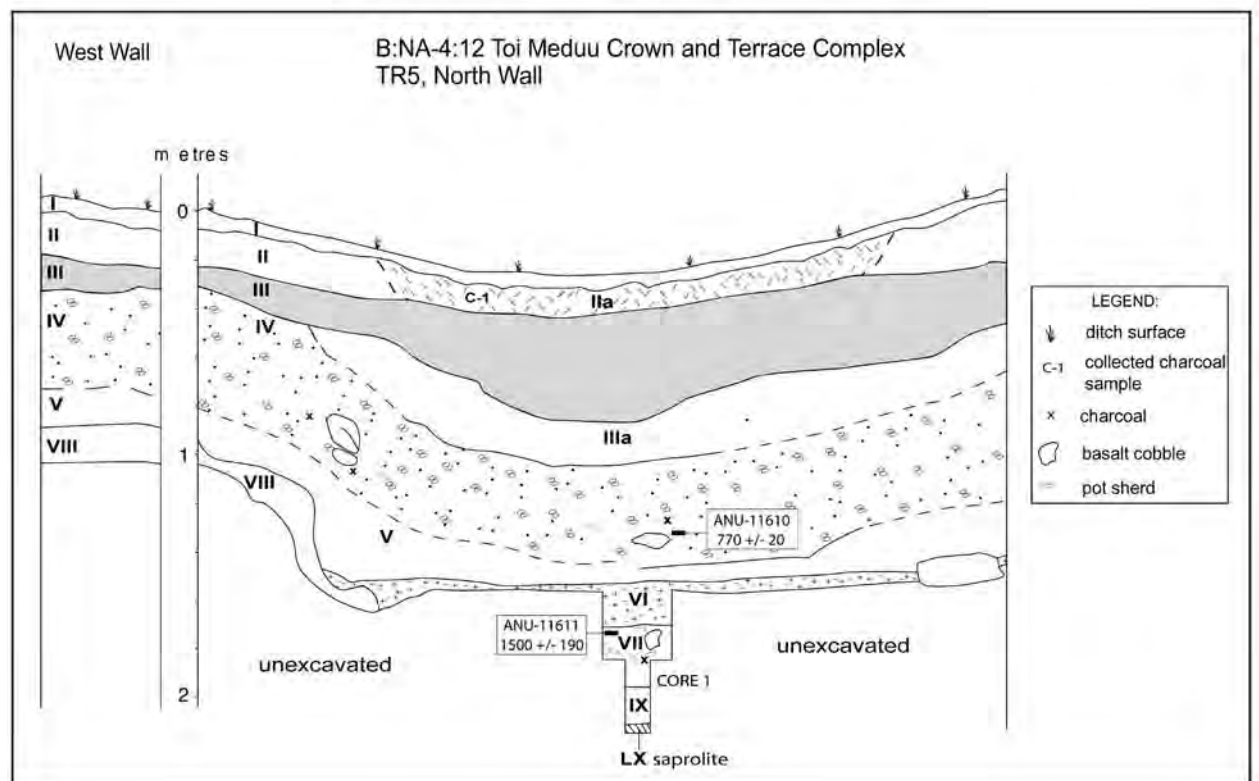 West Wall
B:NA-4:12 Toi Meduu Crown and Terrace Complex
TR5, North Wall
m e tres
0
1
2
I
II
III
IV
V
VIII
I
II
C-1
IIa
III
IV
IIIa
VIII
V
ANU-11610
770 +/- 20
VI
ANU-11611
1500 +/- 190
VII
unexcavated
unexcavated
CORE 1
IX
LX saprolite
LEGEND:
ditch surface
C-1 collected charcoal
sample
x charcoal
basalt cobble
pot sherd